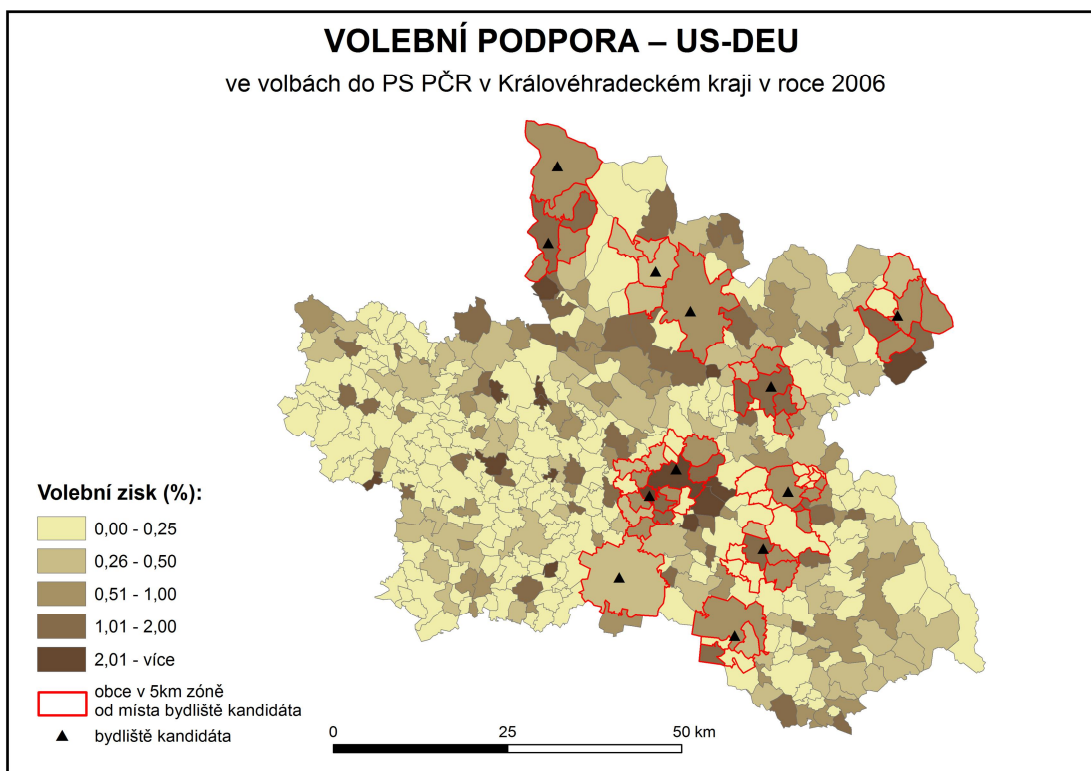 VOLEBNÍ PODPORA – US-DEU
ve volbách do PS PČR v Královéhradeckém kraji v roce 2006
Volební zisk (%):
0,00 - 0,25
0,26 - 0,50
0,51 - 1,00
1,01 - 2,00
2,01 - více
obce v 5km zóně
od místa bydliště kandidáta
bydliště kandidáta
0 25 50 km